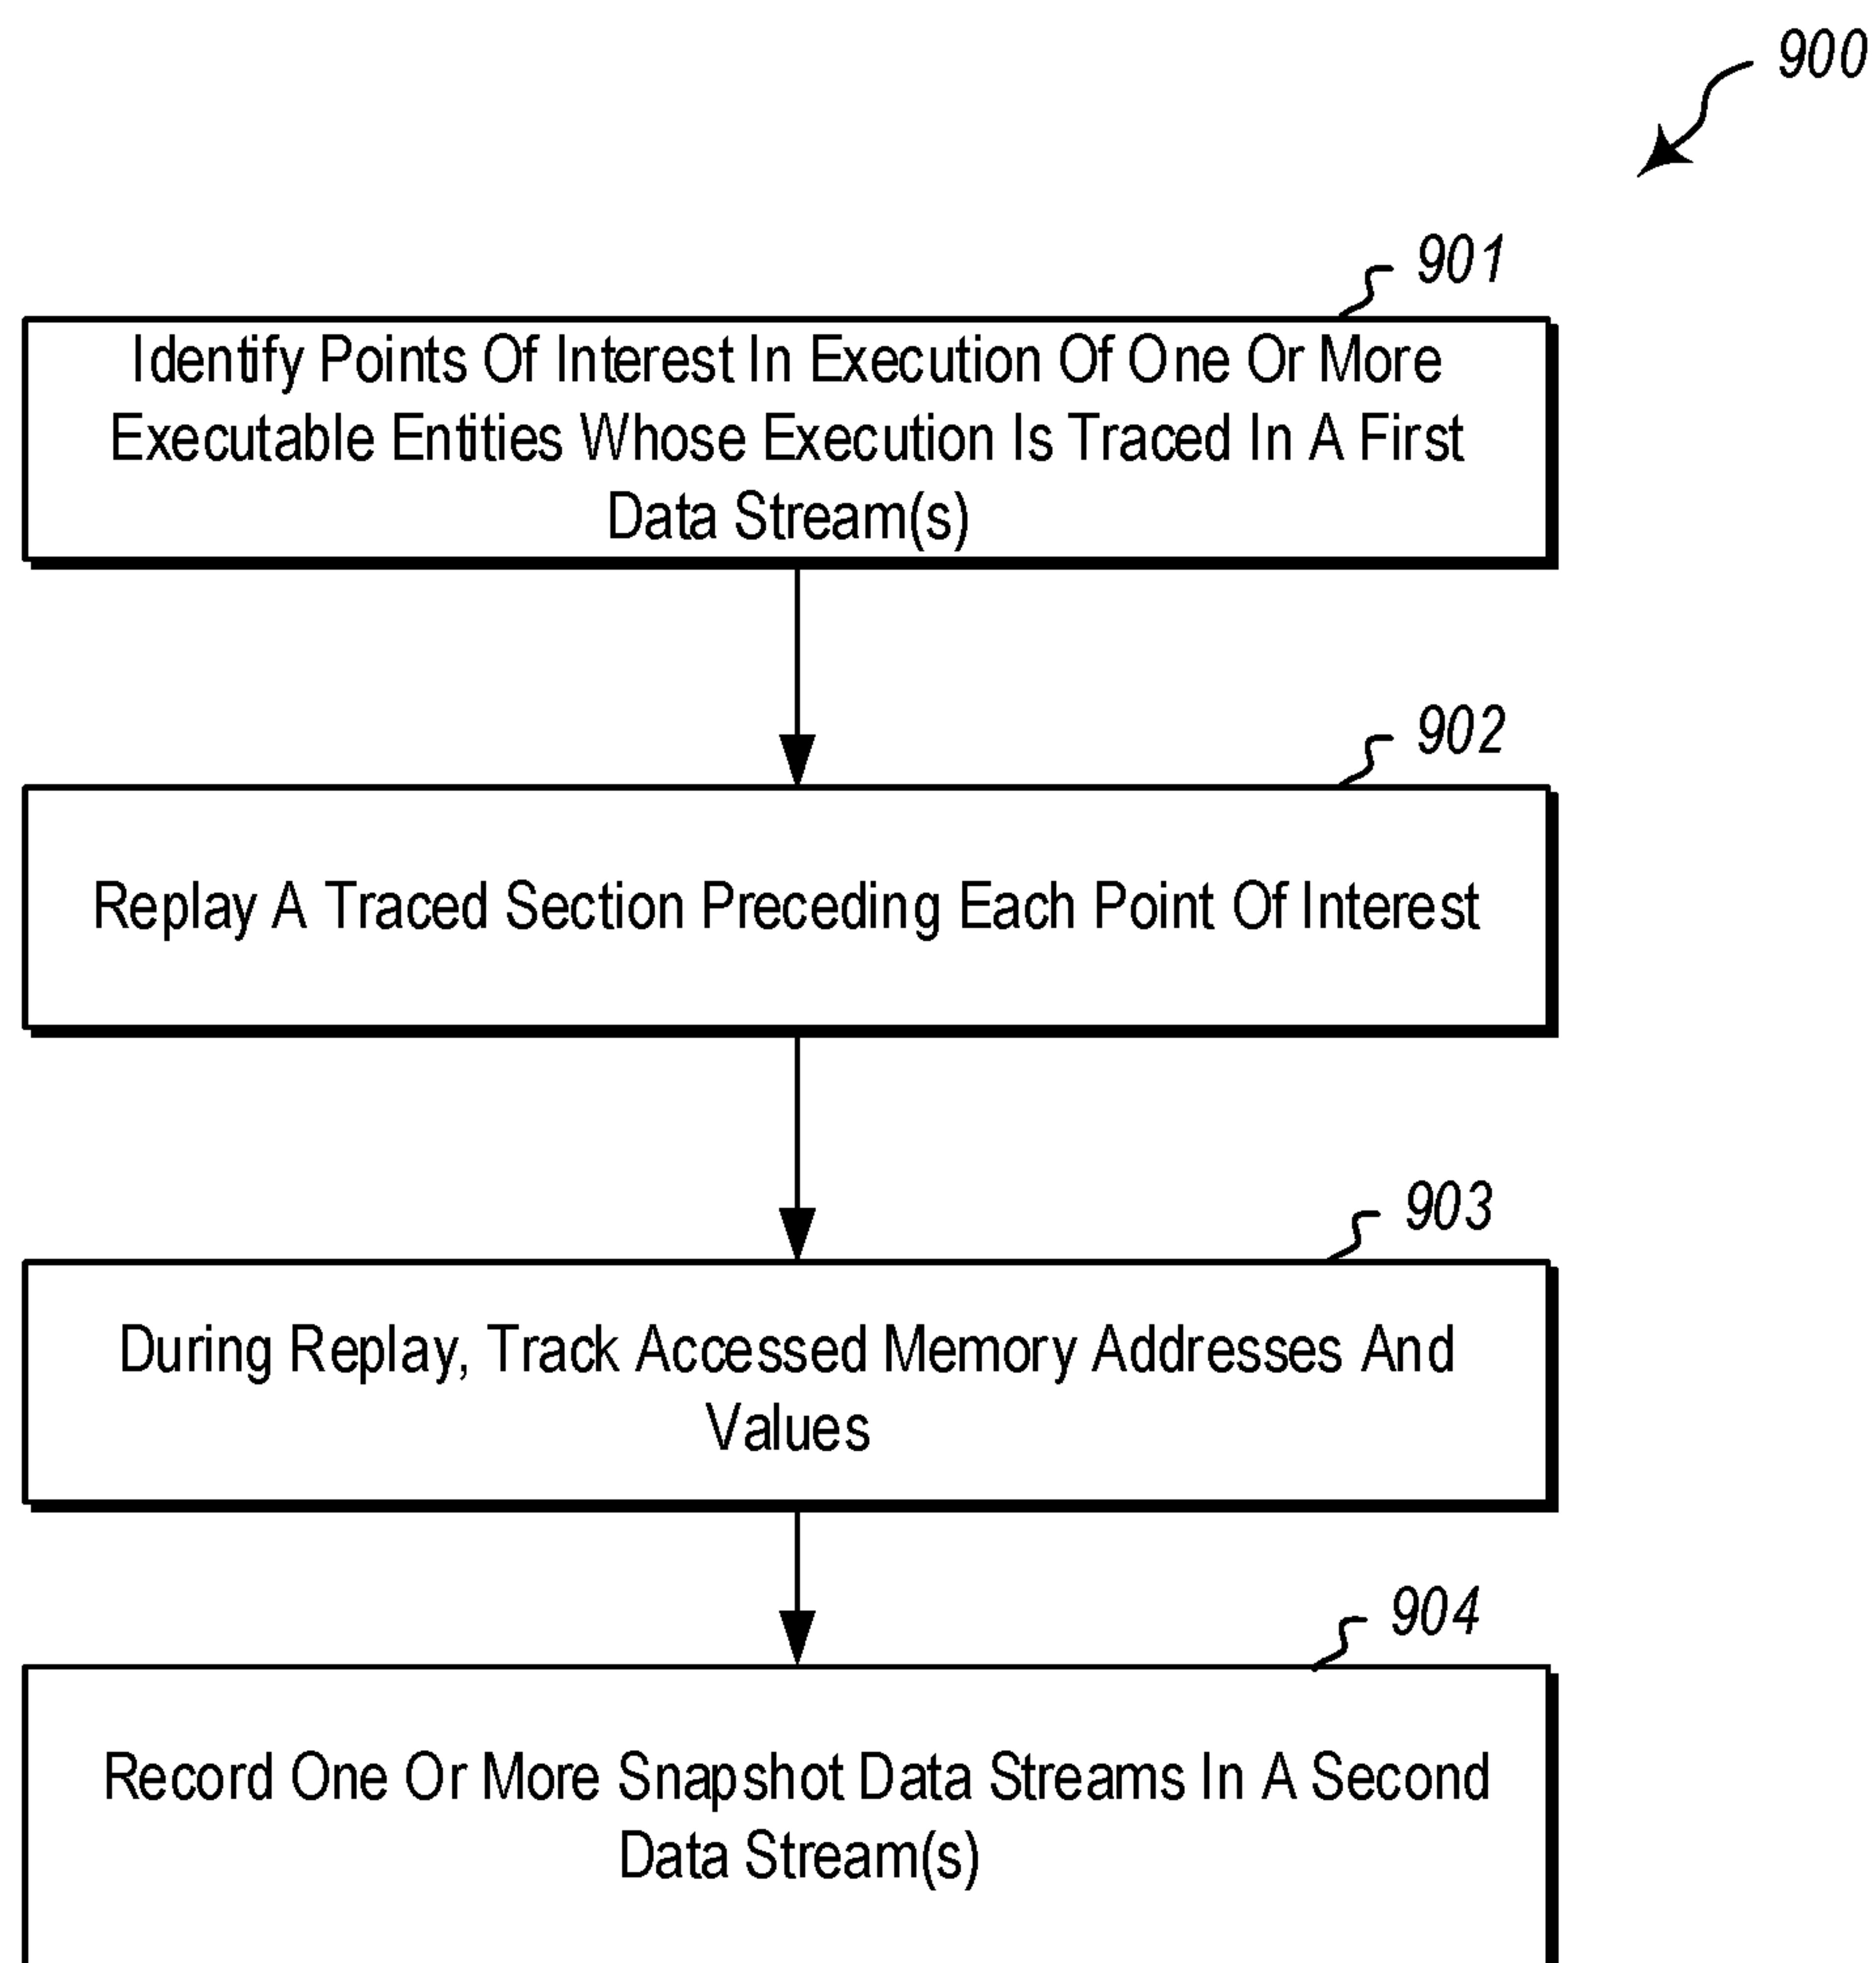 900
901
Identify Points Of Interest In Execution Of One Or More
Executable Entities Whose Execution Is Traced In A First
Data Stream(s)
902
Replay A Traced Section Preceding Each Point Of Interest
903
During Replay, Track Accessed Memory Addresses And
Values
904
Record One Or More Snapshot Data Streams In A Second
Data Stream(s)